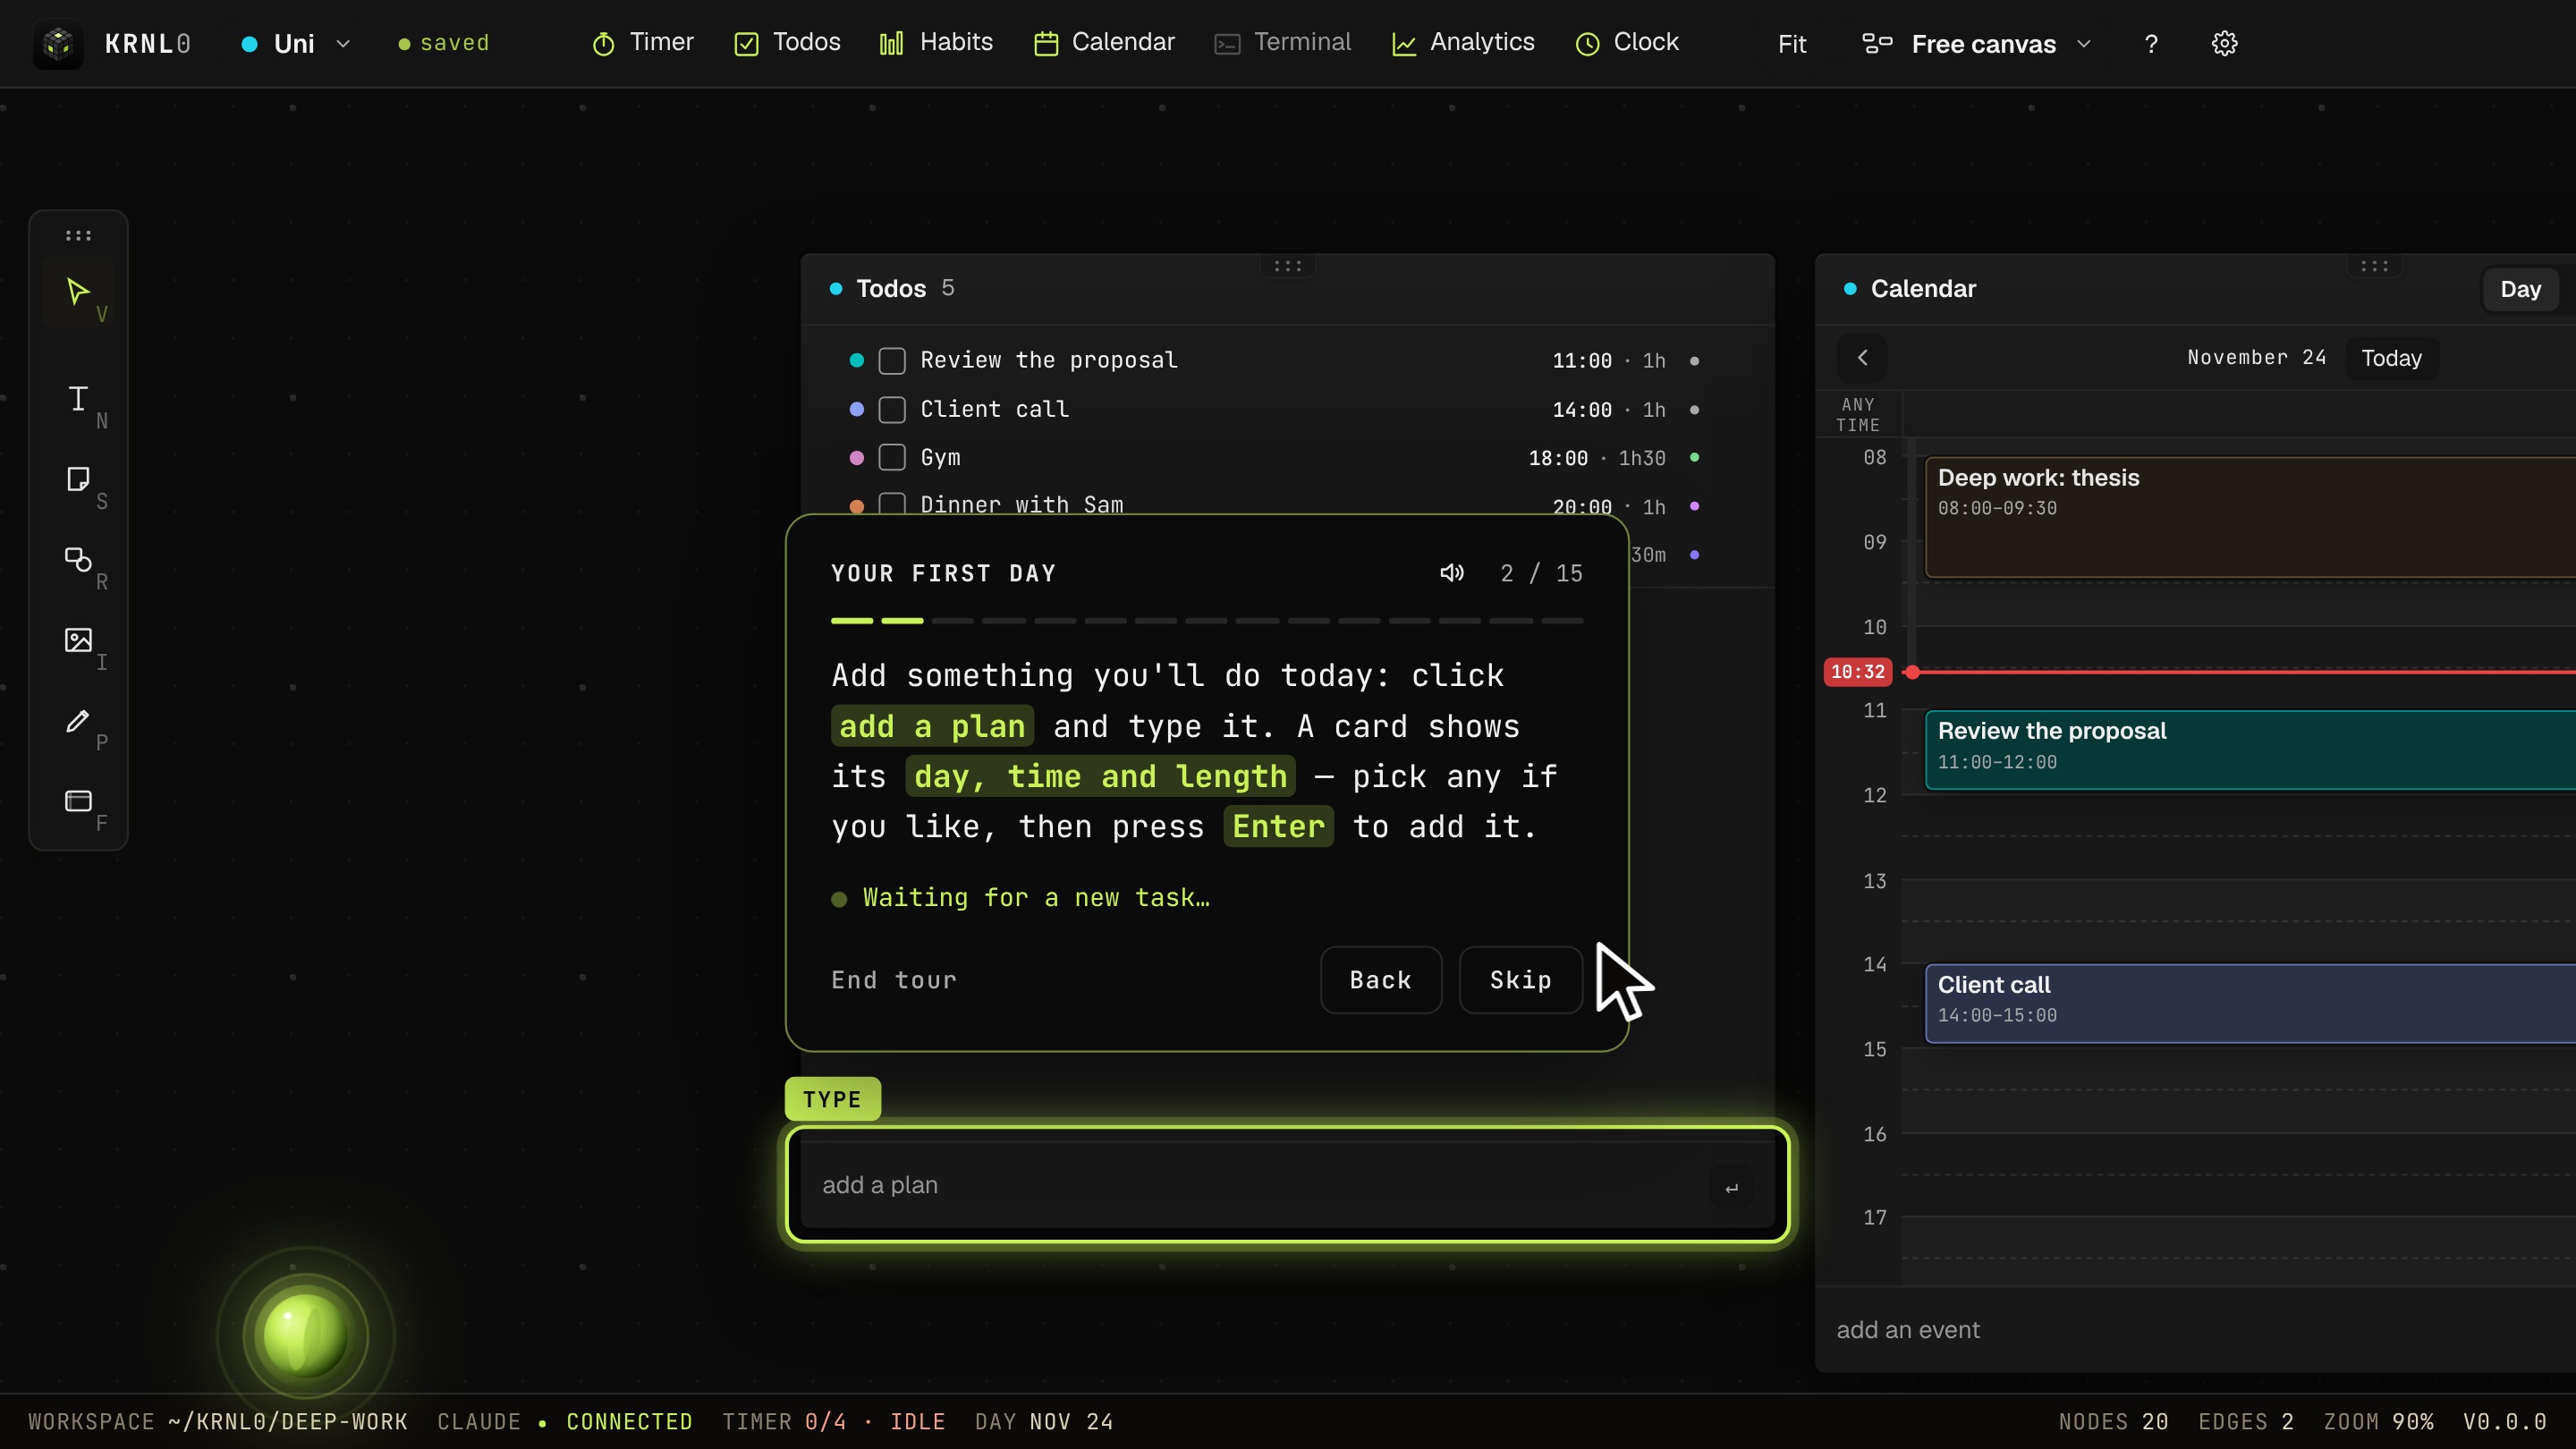 KRNL0 Uni saved Timer Todos Habits Calendar Terminal Analytics Clock Fit Free canvas ?
V
N
S
R
I
P
F
Todos 5
Review the proposal 11:00 · 1h
Client call 14:00 · 1h
Gym 18:00 · 1h30
Dinner with Sam 20:00 · 1h
30m
YOUR FIRST DAY 2 / 15
Add something you'll do today: click
add a plan and type it. A card shows
its day, time and length — pick any if
you like, then press Enter to add it.
Waiting for a new task…
End tour Back Skip
TYPE
add a plan ↵
Calendar Day
November 24 Today
ANY
TIME
08
Deep work: thesis
08:00–09:30
09
10
10:32
11
Review the proposal
11:00–12:00
12
13
14
Client call
14:00–15:00
15
16
17
add an event
WORKSPACE ~/KRNL0/DEEP-WORK CLAUDE • CONNECTED TIMER 0/4 · IDLE DAY NOV 24 NODES 20 EDGES 2 ZOOM 90% V0.0.0